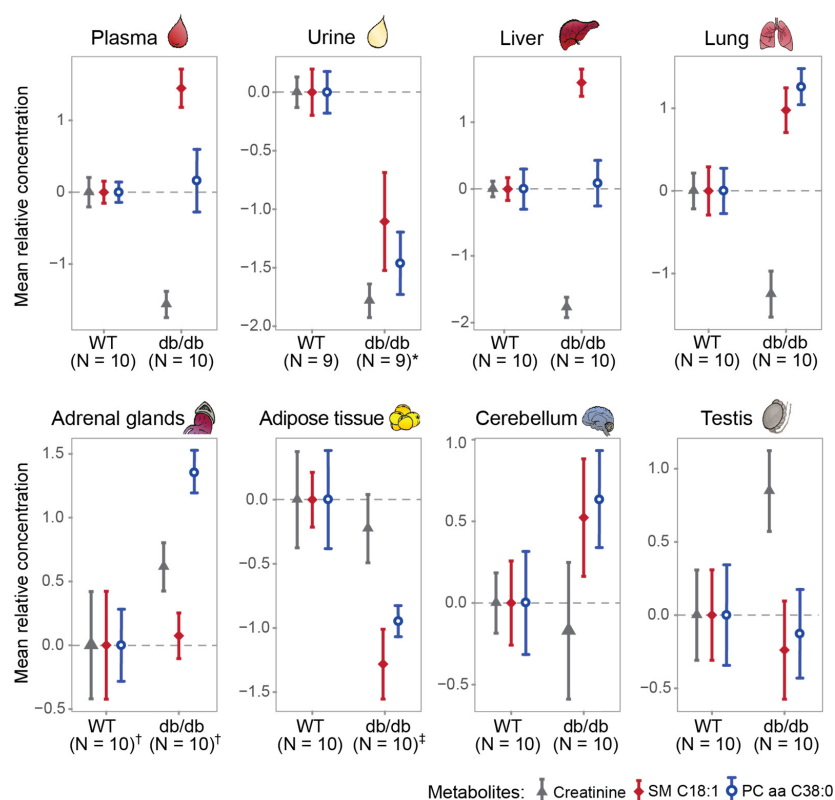 Plasma Urine Liver Lung
Mean relative concentration
1
0
−1
WT db/db
(N = 10) (N = 10)
0.0
−0.5
−1.0
−1.5
−2.0
WT db/db
(N = 9) (N = 9)*
1
0
−1
−2
WT db/db
(N = 10) (N = 10)
1
0
−1
WT db/db
(N = 10) (N = 10)
Adrenal glands Adipose tissue Cerebellum Testis
Mean relative concentration
1.5
1.0
0.5
0.0
−0.5
WT db/db
(N = 10)† (N = 10)†
0.0
−0.5
−1.0
−1.5
WT db/db
(N = 10) (N = 10)‡
1.0
0.5
0.0
−0.5
WT db/db
(N = 10) (N = 10)
1.0
0.5
0.0
−0.5
WT db/db
(N = 10) (N = 10)
Metabolites: Creatinine SM C18:1 PC aa C38:0